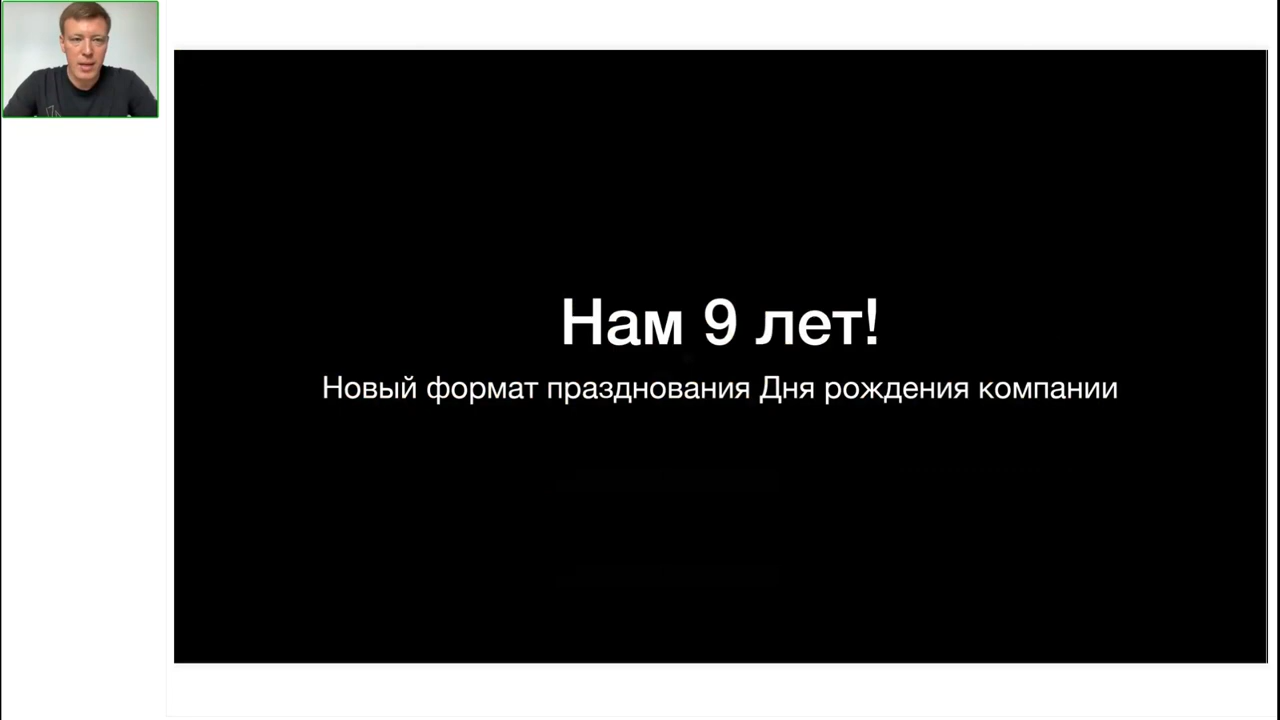 Нам 9 лет!
Новый формат празднования Дня рождения компании